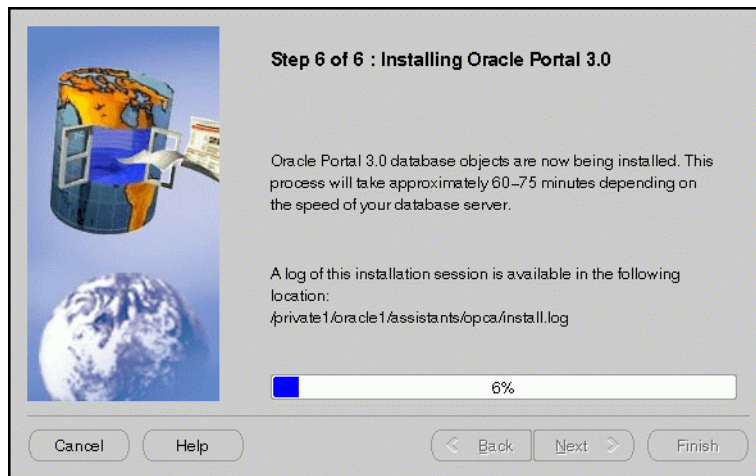 Step 6 of 6 : Installing Oracle Portal 3.0
Oracle Portal 3.0 database objects are now being installed. This
process will take approximately 60–75 minutes depending on
the speed of your database server.
A log of this installation session is available in the following
location:
/private1/oracle1/assistants/opca/install.log
6%
Cancel
Help
Back
Next
Finish